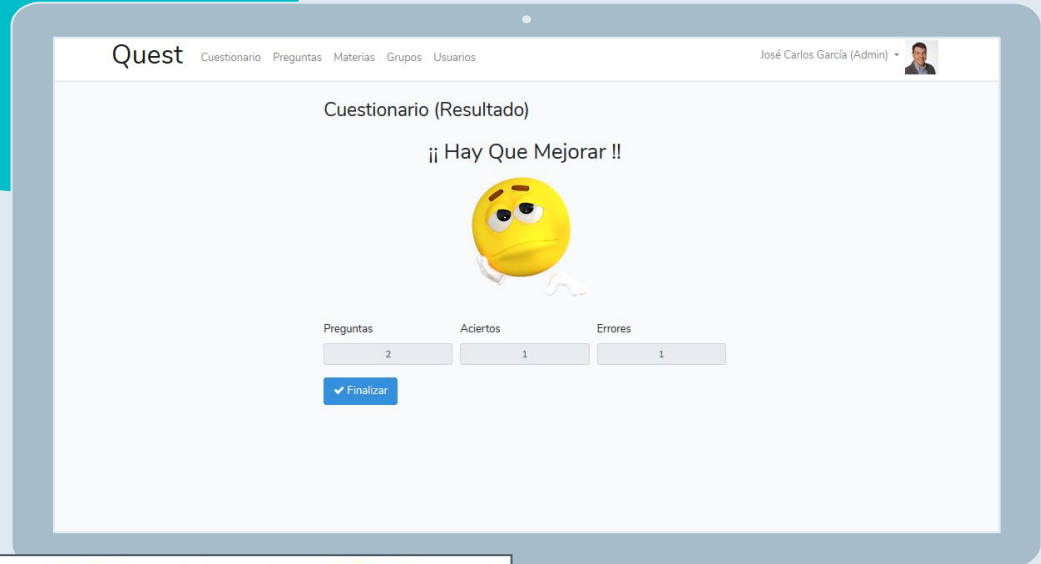 Quest Cuestionario Preguntas Materias Grupos Usuarios José Carlos García (Admin)
Cuestionario (Resultado)
¡¡ Hay Que Mejorar !!
Preguntas Aciertos Errores
2 1 1
Finalizar